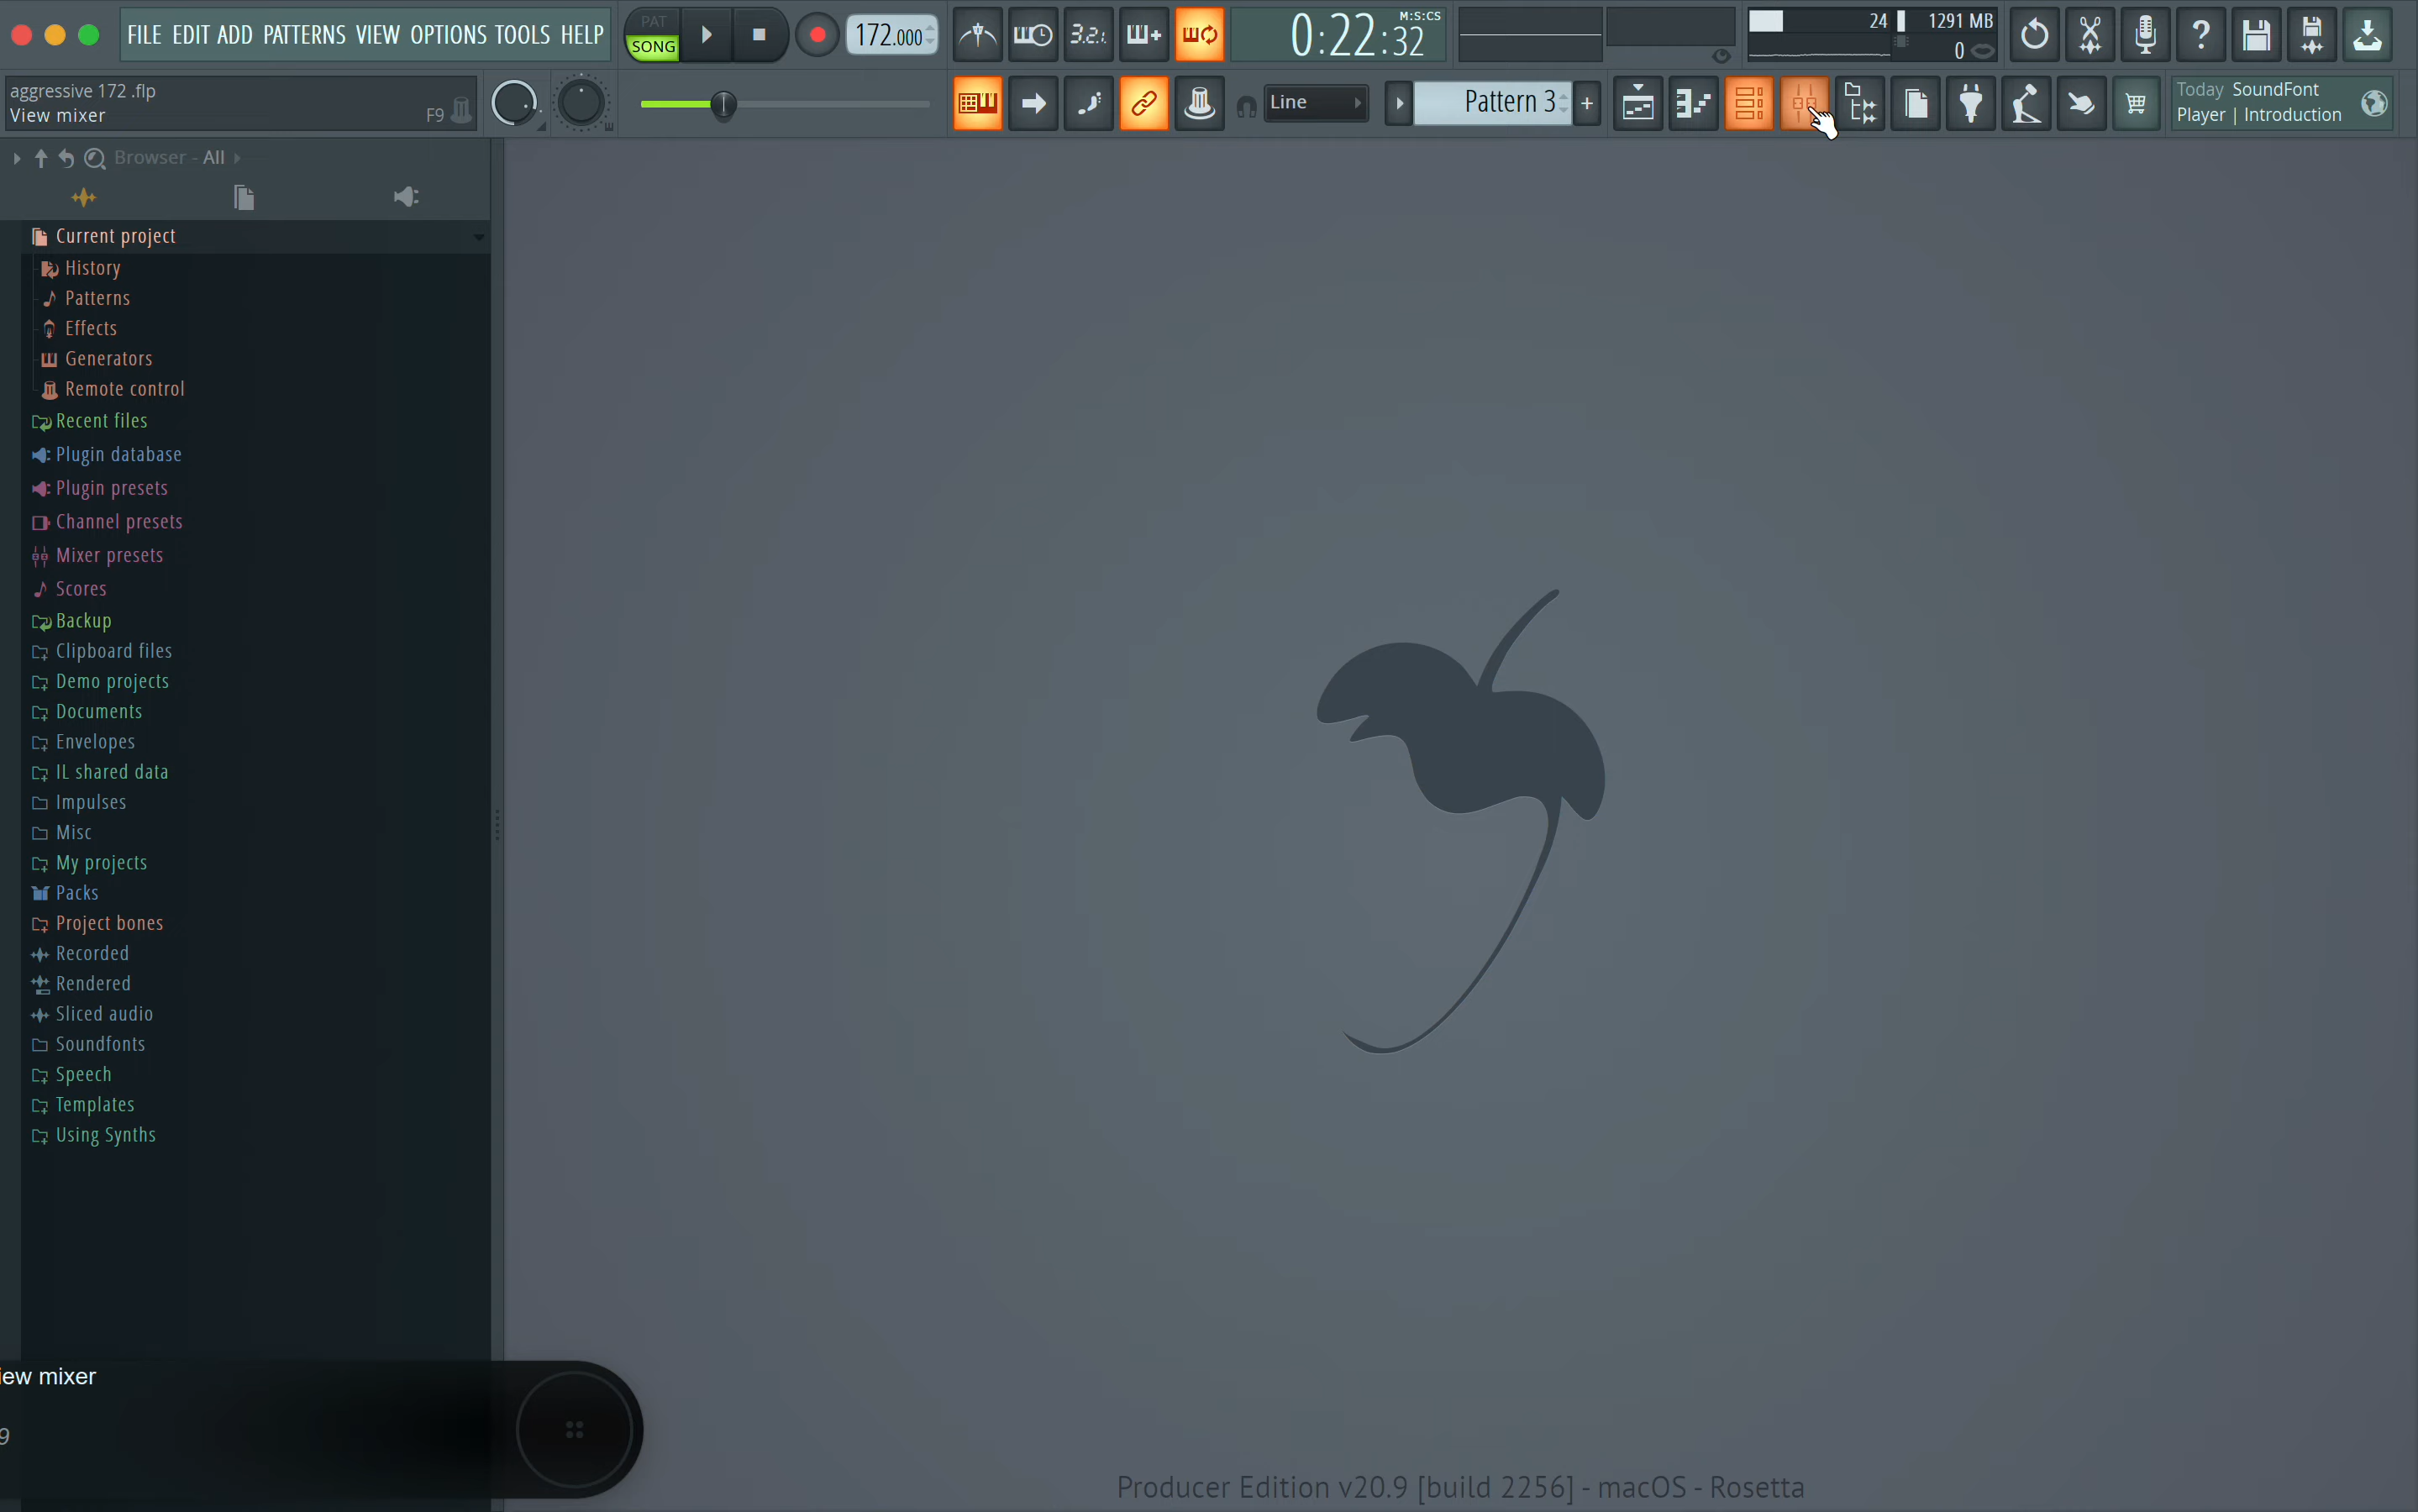 FILE EDIT ADD PATTERNS VIEW OPTIONS TOOLS HELP
PAT
SONG
172.000
3.2.1
M:S:CS
0:22:32
24
1291 MB
0
?
aggressive 172 .flp
View mixer
F9
Line
Pattern 3
+
Today SoundFont
Player | Introduction
Browser - All
Current project
History
Patterns
Effects
Generators
Remote control
Recent files
Plugin database
Plugin presets
Channel presets
Mixer presets
Scores
Backup
Clipboard files
Demo projects
Documents
Envelopes
IL shared data
Impulses
Misc
My projects
Packs
Project bones
Recorded
Rendered
Sliced audio
Soundfonts
Speech
Templates
Using Synths
iew mixer
9
Producer Edition v20.9 [build 2256] - macOS - Rosetta